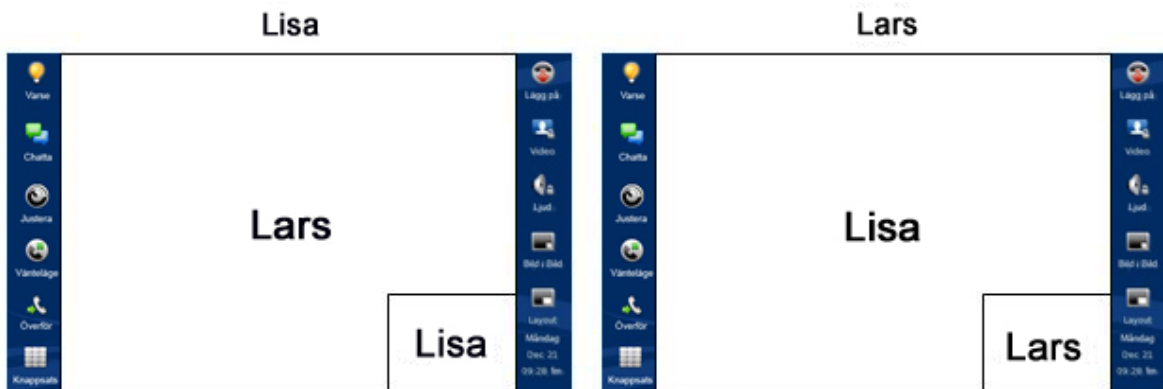 Lisa
Varse
Chatta
Justera
Vänteläge
Överför
Knappsats
Lars
Lisa
Lägg på
Video
Ljud
Bild i Bild
Layout
Måndag
Dec 21
09:28 fm
Lars
Varse
Chatta
Justera
Vänteläge
Överför
Knappsats
Lisa
Lars
Lägg på
Video
Ljud
Bild i Bild
Layout
Måndag
Dec 21
09:28 fm